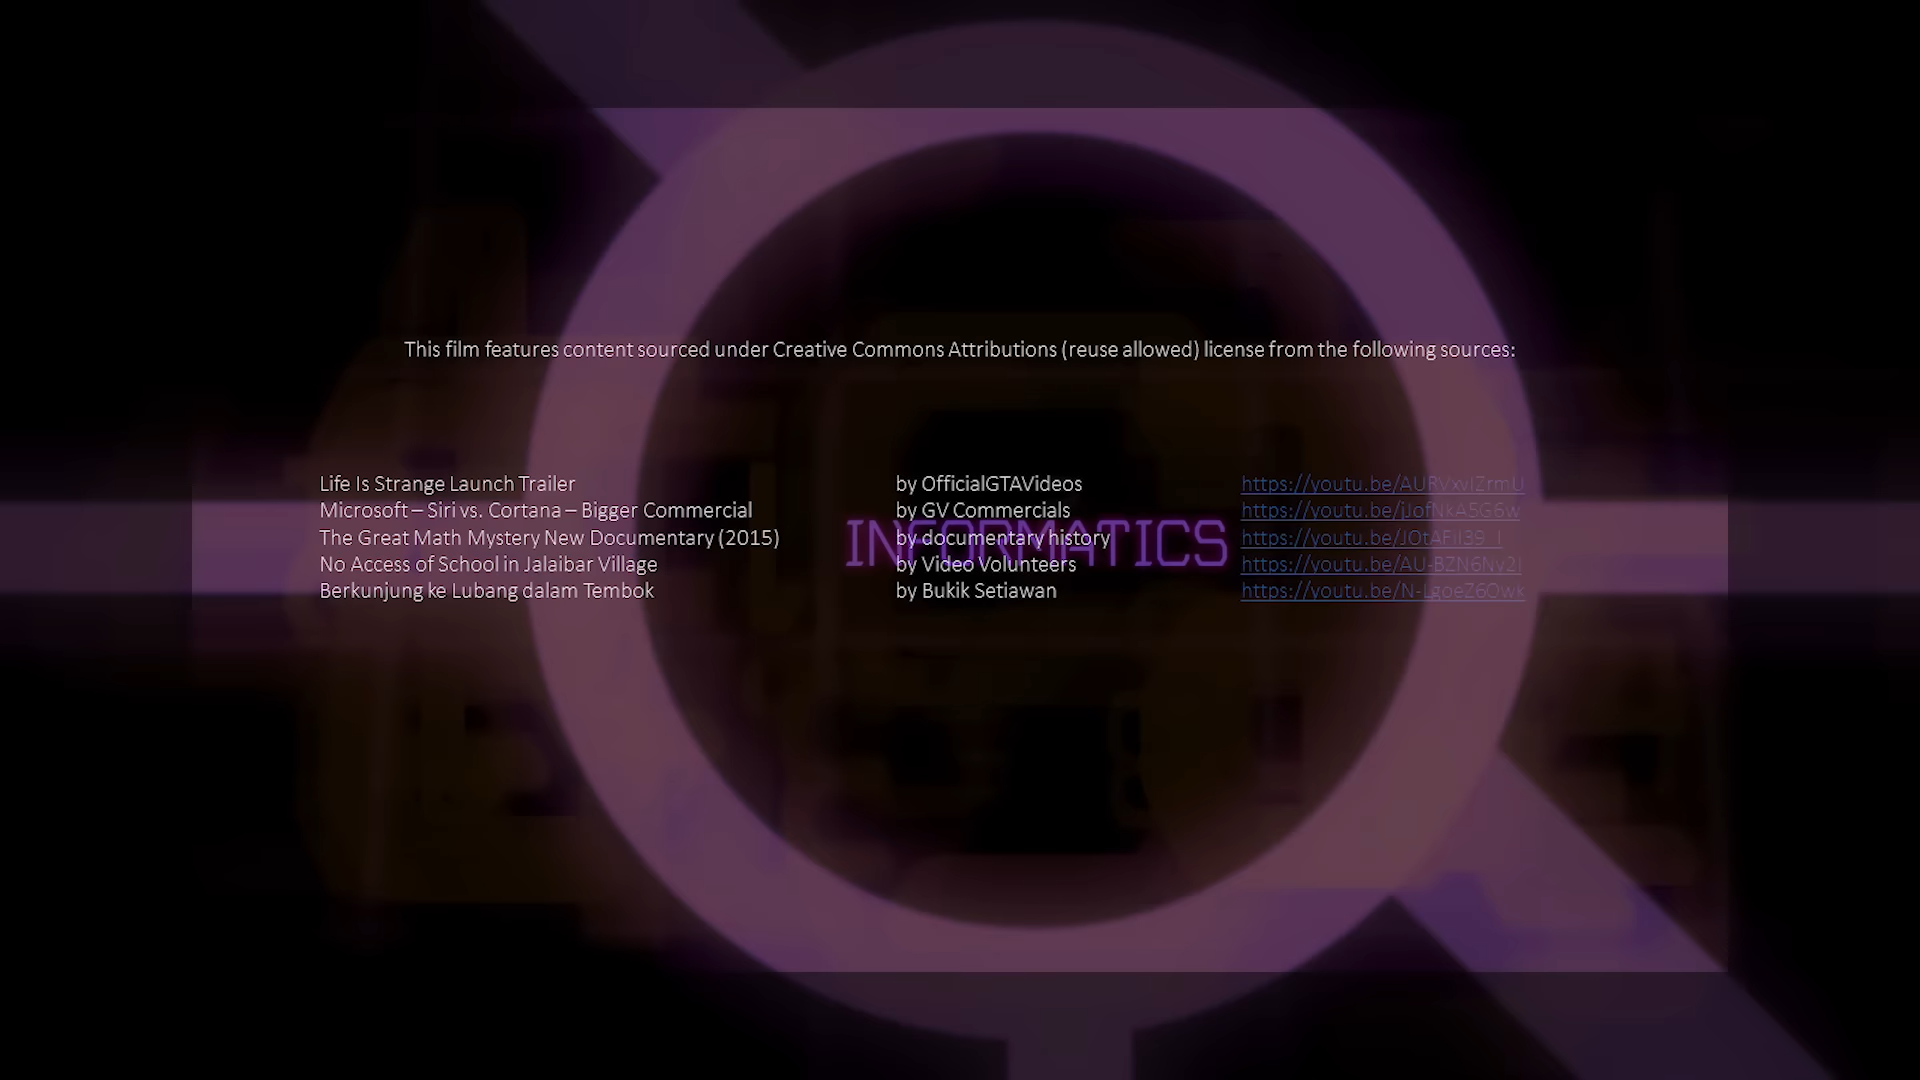 This film features content sourced under Creative Commons Attributions (reuse allowed) license from the following sources:
Life Is Strange Launch Trailer by OfficialGTAVideos
Microsoft – Siri vs. Cortana – Bigger Commercial by GV Commercials
The Great Math Mystery New Documentary (2015) by documentary history
No Access of School in Jalaibar Village by Video Volunteers
Berkunjung ke Lubang dalam Tembok by Bukik Setiawan
INFORMATICS